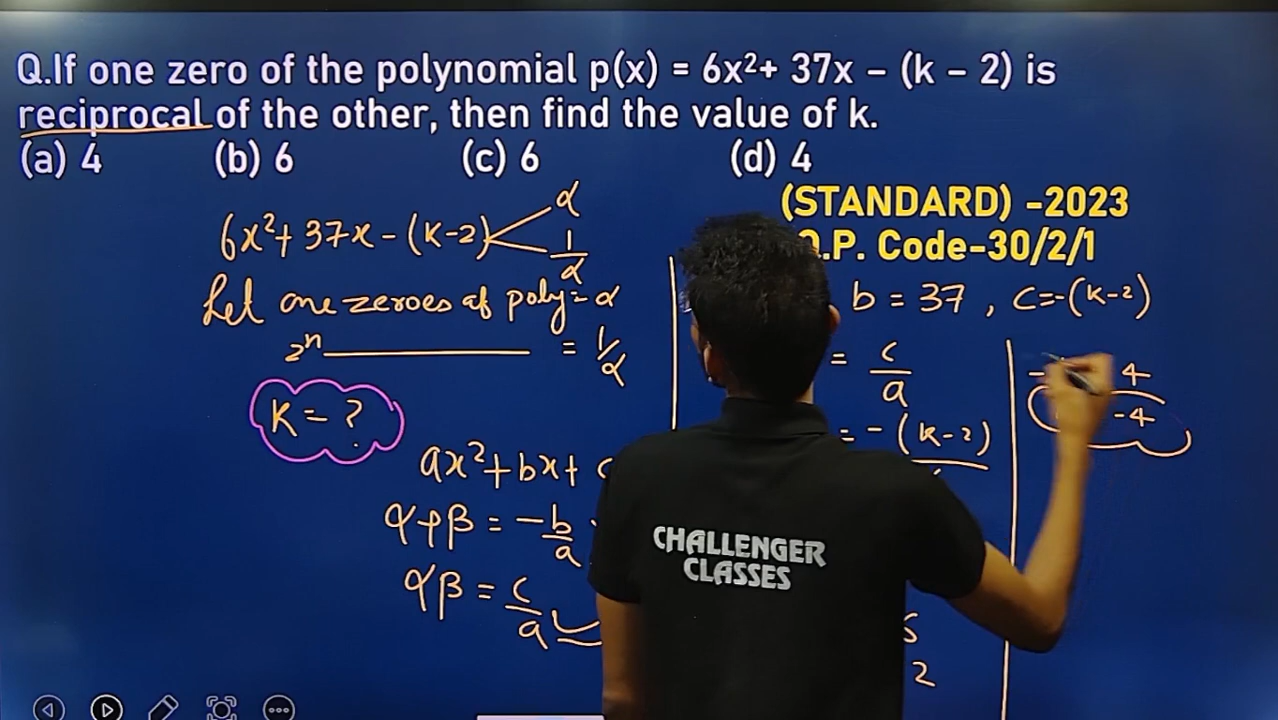 Q.If one zero of the polynomial p(x) = 6x²+ 37x – (k – 2) is
reciprocal of the other, then find the value of k.
(a) 4 (b) 6 (c) 6 (d) 4
(STANDARD) -2023
.P. Code-30/2/1
6x²+ 37x - (k-2) α
1/α
Let one zeroes of poly = α
2n = 1/α
K = ?
ax²+ bx+ c
α+β = -b/a
αβ = c/a
b = 37 , c=-(k-2)
= c/a
= -(k-2)
4
-4
2
CHALLENGER
CLASSES